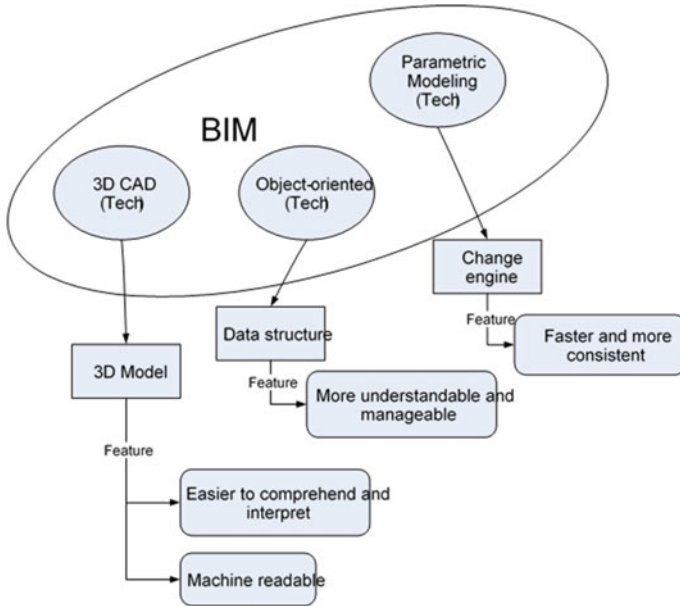 Parametric
Modeling
(Tech)
BIM
3D CAD
(Tech)
Object-oriented
(Tech)
Change
engine
Feature
Faster and more
consistent
Data structure
Feature
More understandable and
manageable
3D Model
Feature
Easier to comprehend and
interpret
Machine readable